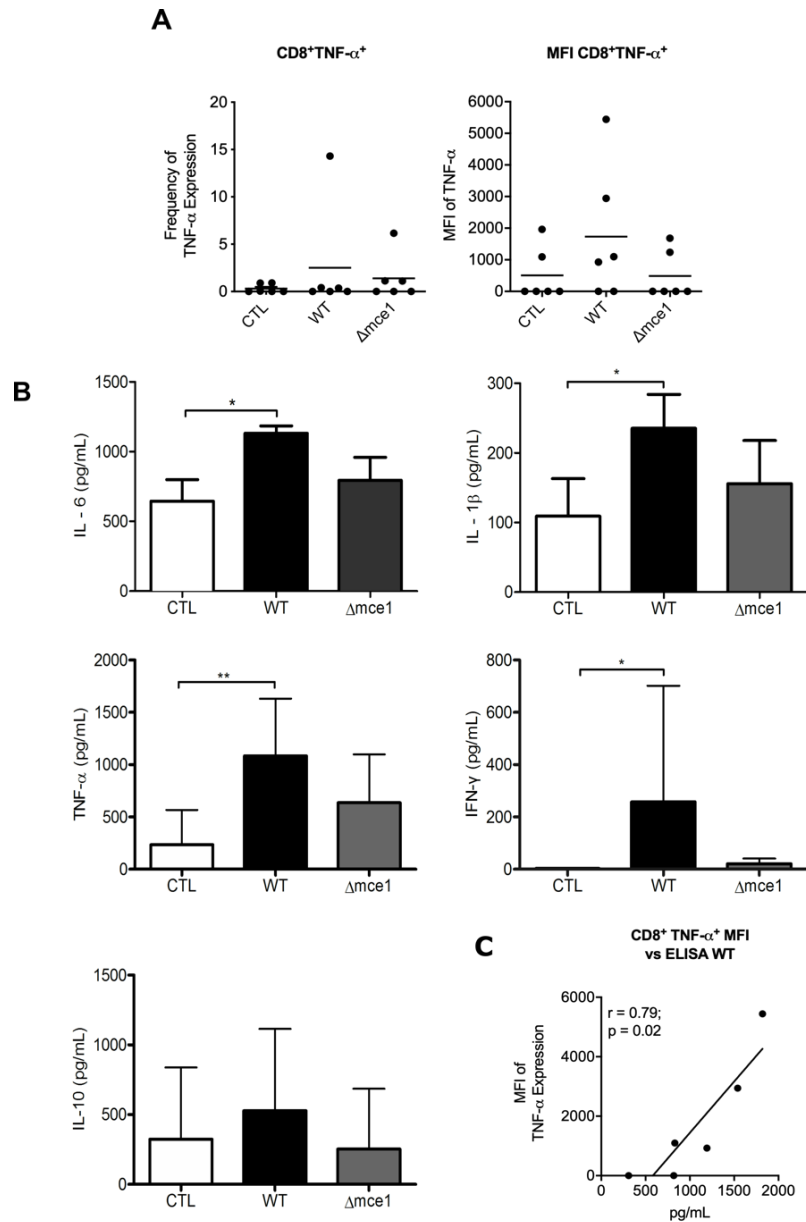 A
CD8⁺TNF-α⁺
Frequency of
TNF-α Expression
20
15
10
5
0
CTL
WT
Δmce1
MFI CD8⁺TNF-α⁺
MFI of TNF-α
6000
5000
4000
3000
2000
1000
0
CTL
WT
Δmce1
B
IL - 6 (pg/mL)
1500
1000
500
0
*
CTL WT Δmce1
IL - 1β (pg/mL)
300
200
100
0
*
CTL WT Δmce1
TNF-α (pg/mL)
2000
1500
1000
500
0
**
CTL WT Δmce1
IFN-γ (pg/mL)
800
600
400
200
0
*
CTL WT Δmce1
IL-10 (pg/mL)
1500
1000
500
0
CTL WT Δmce1
C
CD8⁺ TNF-α⁺ MFI
vs ELISA WT
MFI of
TNF-α Expression
6000
4000
2000
0
r = 0.79;
p = 0.02
0 500 1000 1500 2000
pg/mL